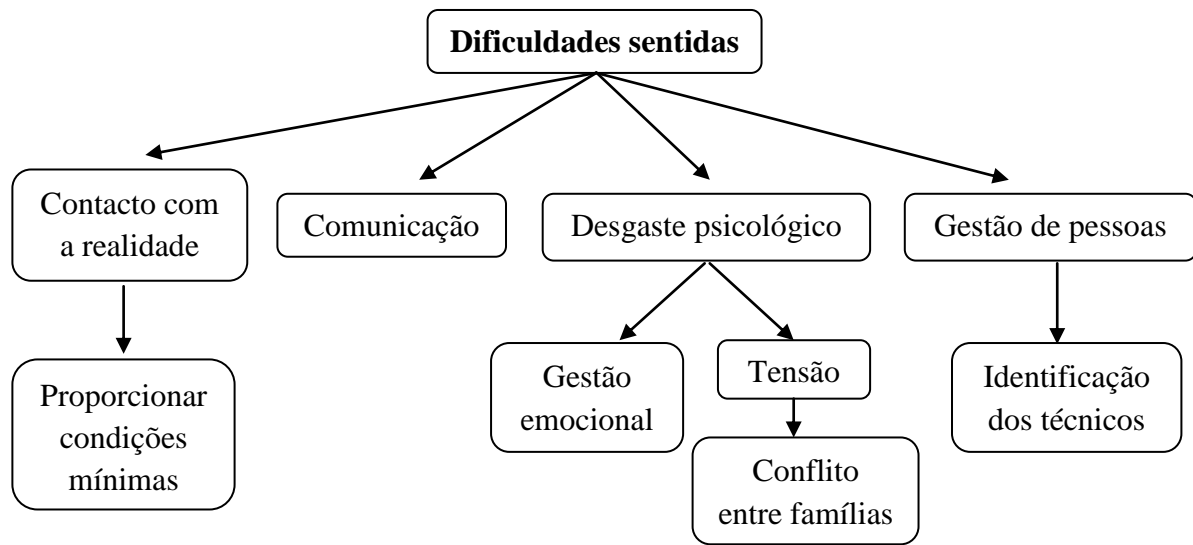 Dificuldades sentidas
Contacto com
a realidade
Comunicação
Desgaste psicológico
Gestão de pessoas
Proporcionar
condições
mínimas
Gestão
emocional
Tensão
Conflito
entre famílias
Identificação
dos técnicos